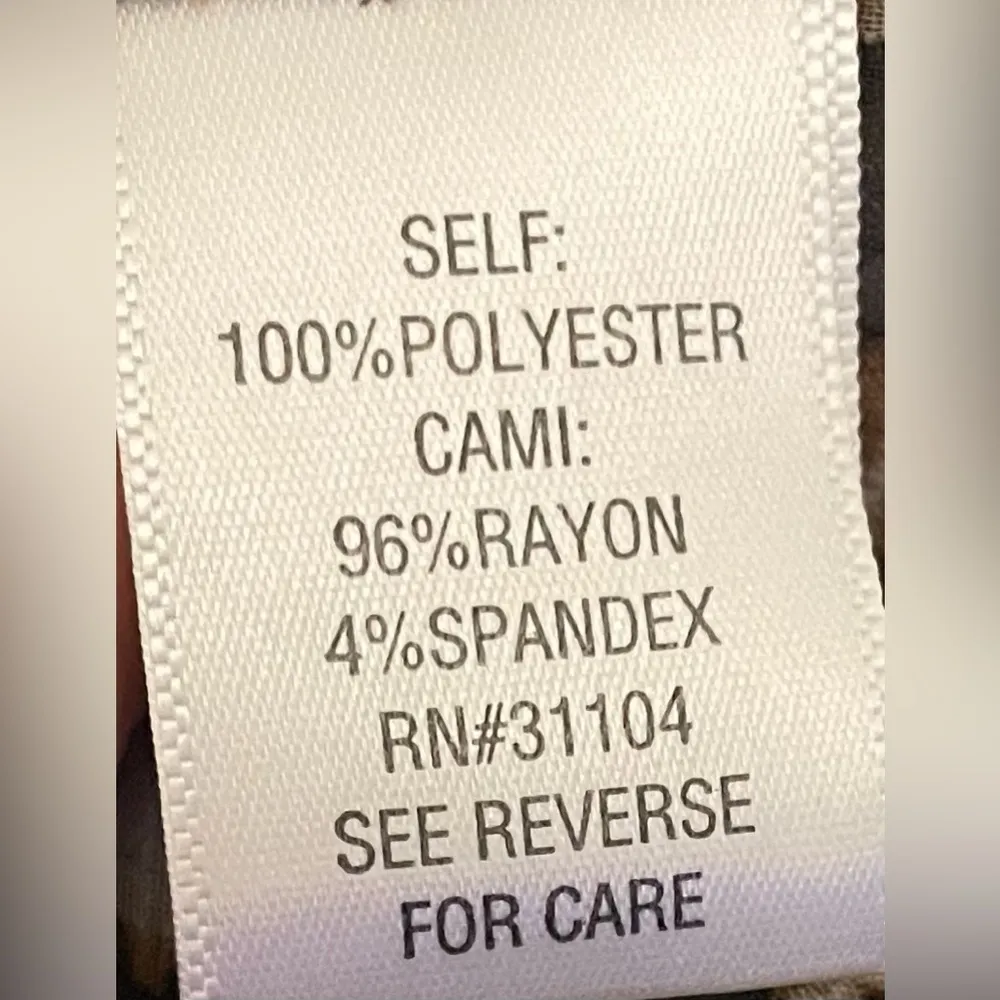 SELF:
100%POLYESTER
CAMI:
96%RAYON
4%SPANDEX
RN#31104
SEE REVERSE
FOR CARE